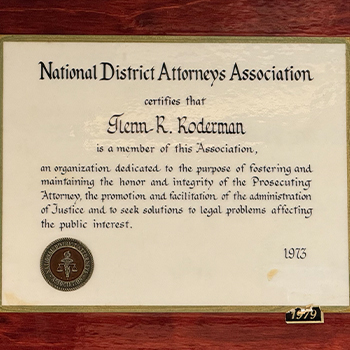 National District Attorneys Association
certifies that
Glenn R. Roderman
is a member of this Association,
an organization dedicated to the purpose of fostering and
maintaining the honor and integrity of the Prosecuting
Attorney, the promotion and facilitation of the administration
of Justice and to seek solutions to legal problems affecting
the public interest.
1973
1979